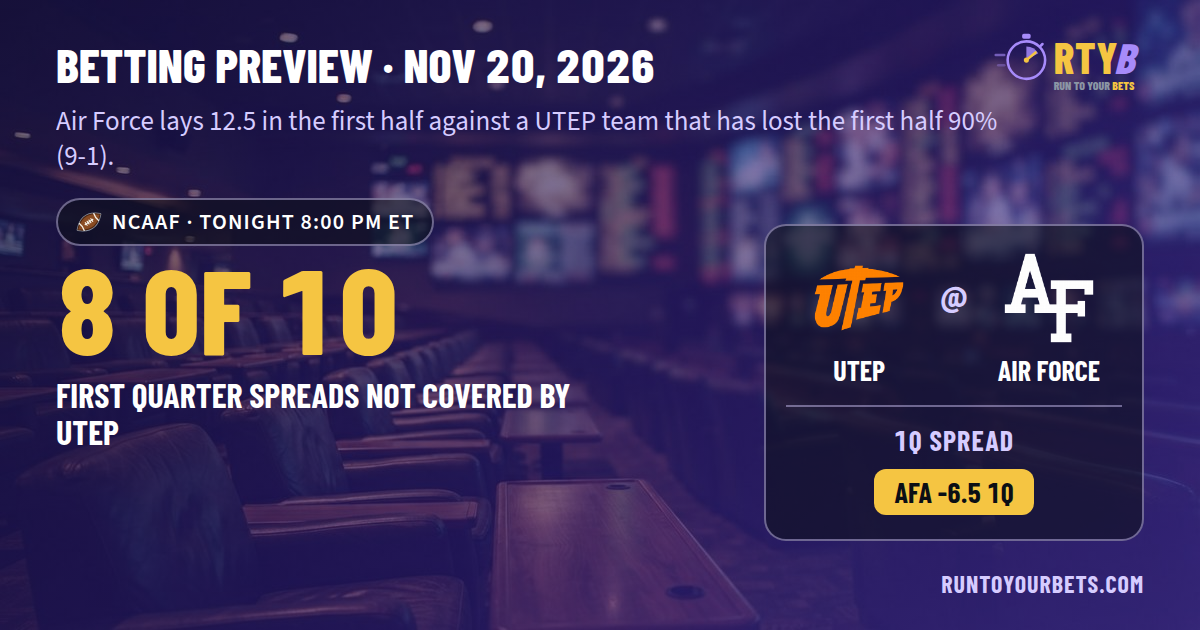 BETTING PREVIEW · NOV 20, 2026
RTYB
RUN TO YOUR BETS
Air Force lays 12.5 in the first half against a UTEP team that has lost the first half 90%
(9-1).
NCAAF · TONIGHT 8:00 PM ET
8 OF 10
FIRST QUARTER SPREADS NOT COVERED BY
UTEP
UTEP @ AF
UTEP AIR FORCE
1Q SPREAD
AFA -6.5 1Q
RUNTOYOURBETS.COM